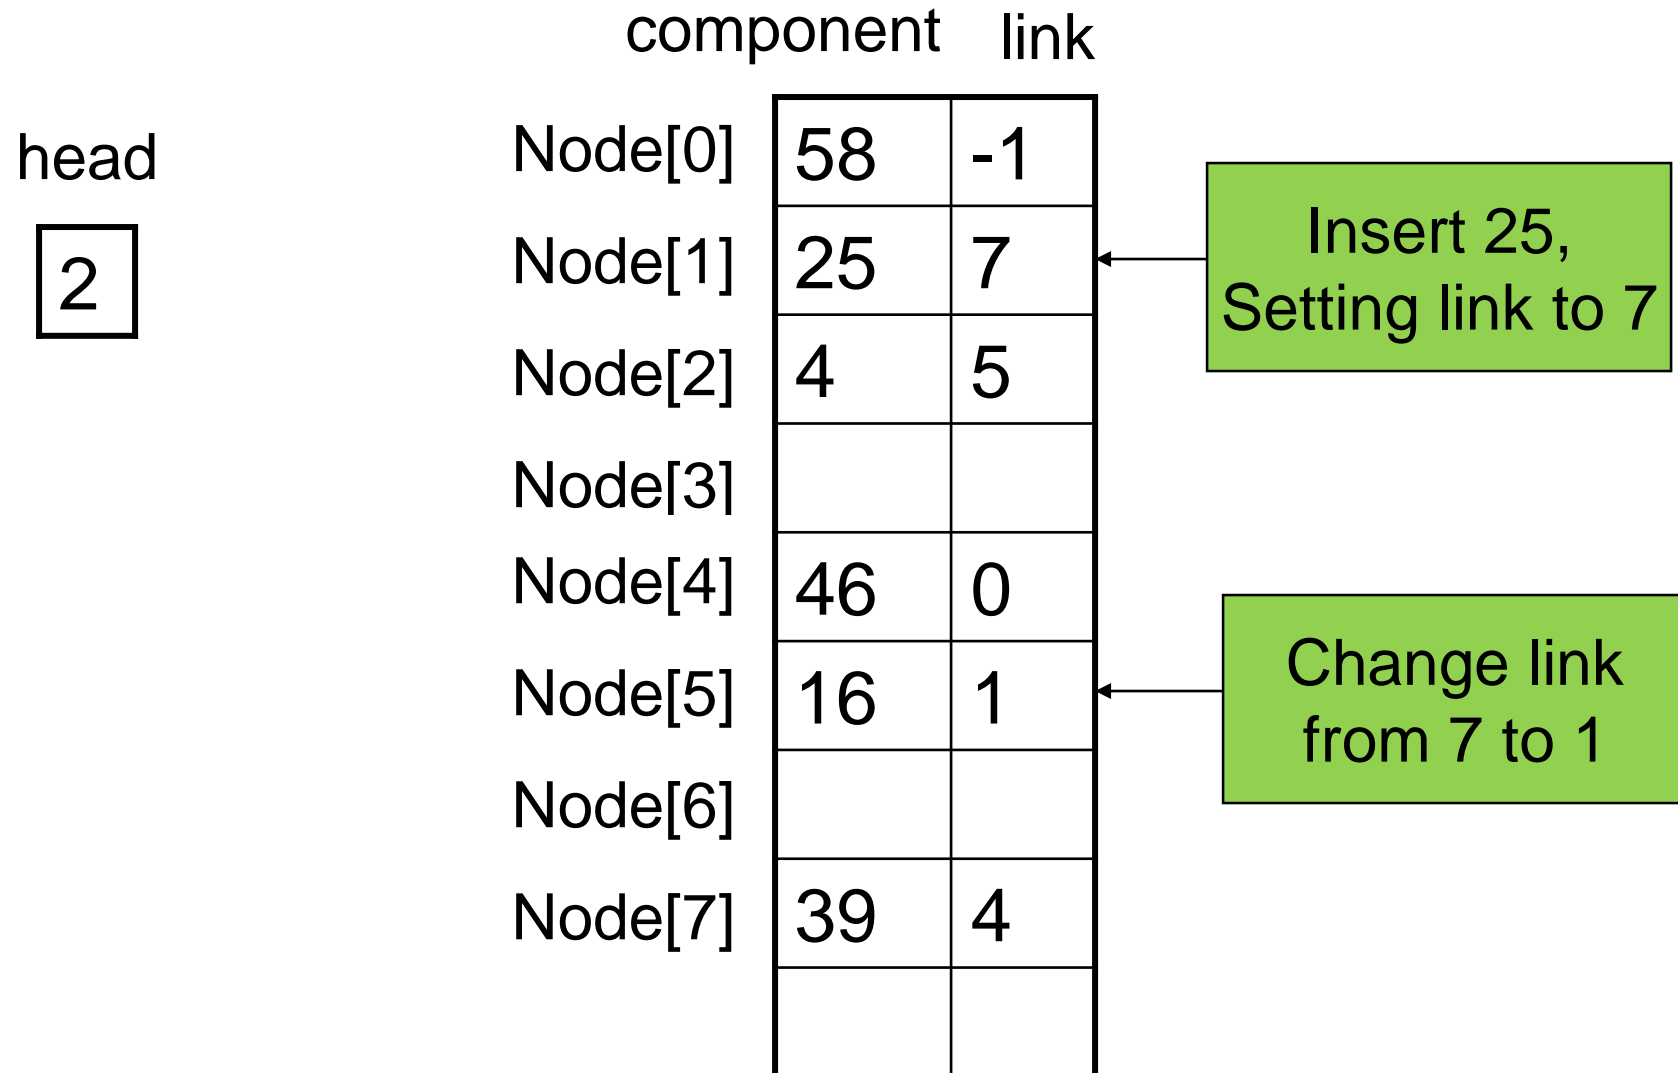 component link
head
2
Node[0] 58 -1
Node[1] 25 7
Node[2] 4 5
Node[3]
Node[4] 46 0
Node[5] 16 1
Node[6]
Node[7] 39 4
Insert 25,
Setting link to 7
Change link
from 7 to 1